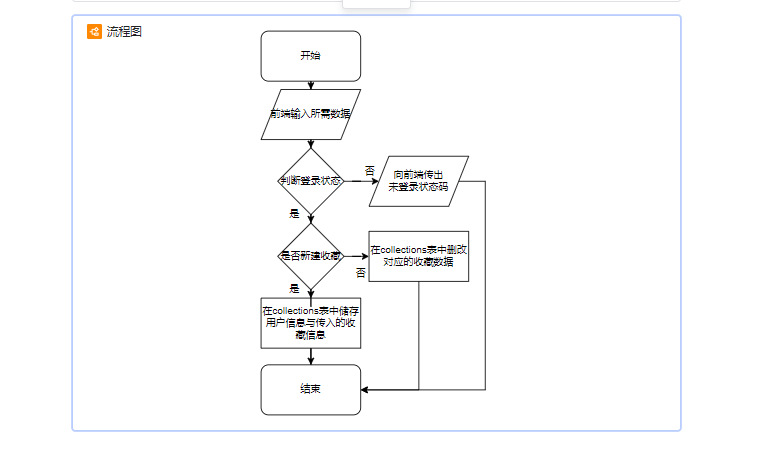 流程图
开始
前端输入所需数据
判断登录状态
否
向前端传出
未登录状态码
是
是否新建收藏
否
在collections表中删改
对应的收藏数据
是
在collections表中储存
用户信息与传入的收
藏信息
结束